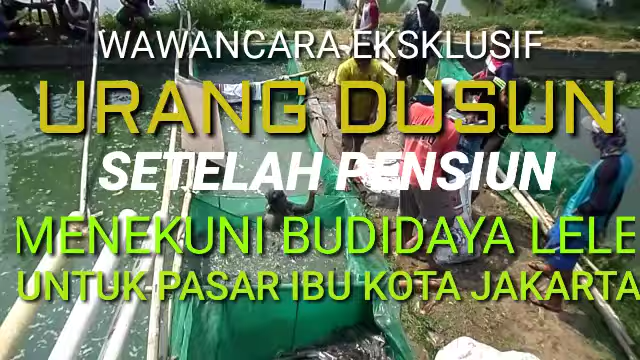 WAWANCARA EKSKLUSIF
URANG DUSUN
SETELAH PENSIUN
MENEKUNI BUDIDAYA LELE
UNTUK PASAR IBU KOTA JAKARTA